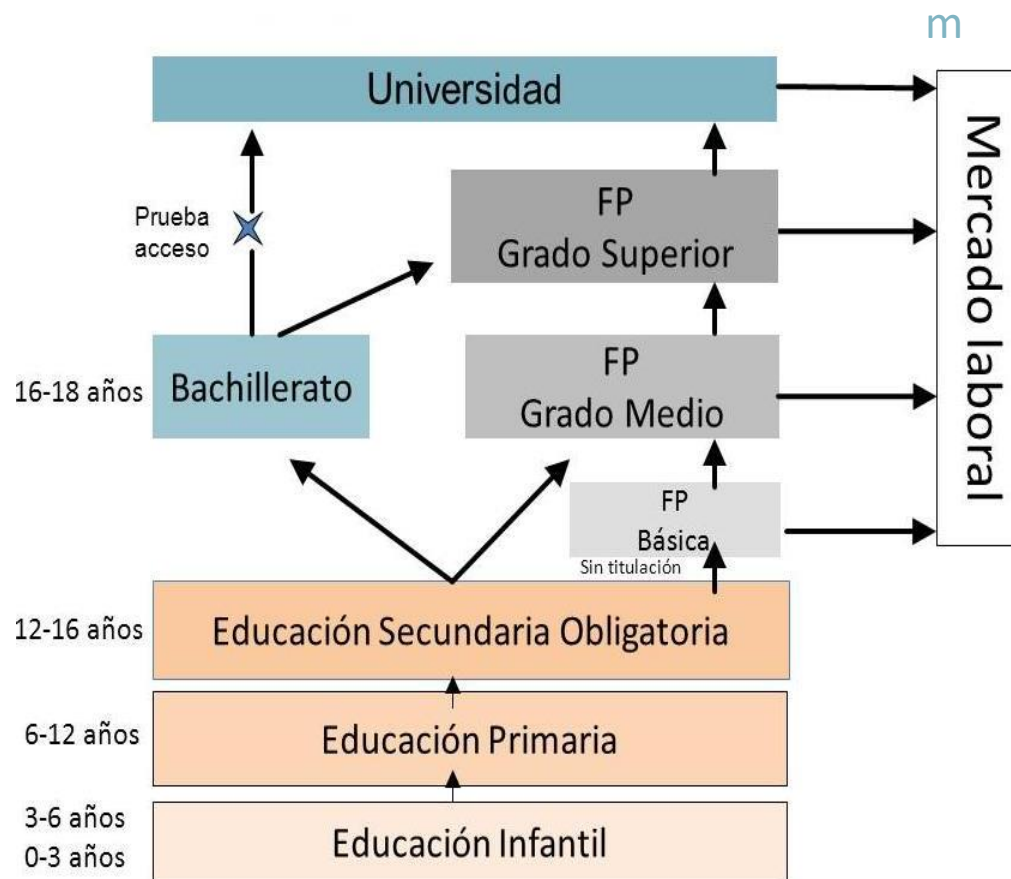 m
Universidad
Prueba
acceso
FP
Grado Superior
Mercado laboral
16-18 años
Bachillerato
FP
Grado Medio
FP
Básica
Sin titulación
12-16 años
Educación Secundaria Obligatoria
6-12 años
Educación Primaria
3-6 años
0-3 años
Educación Infantil